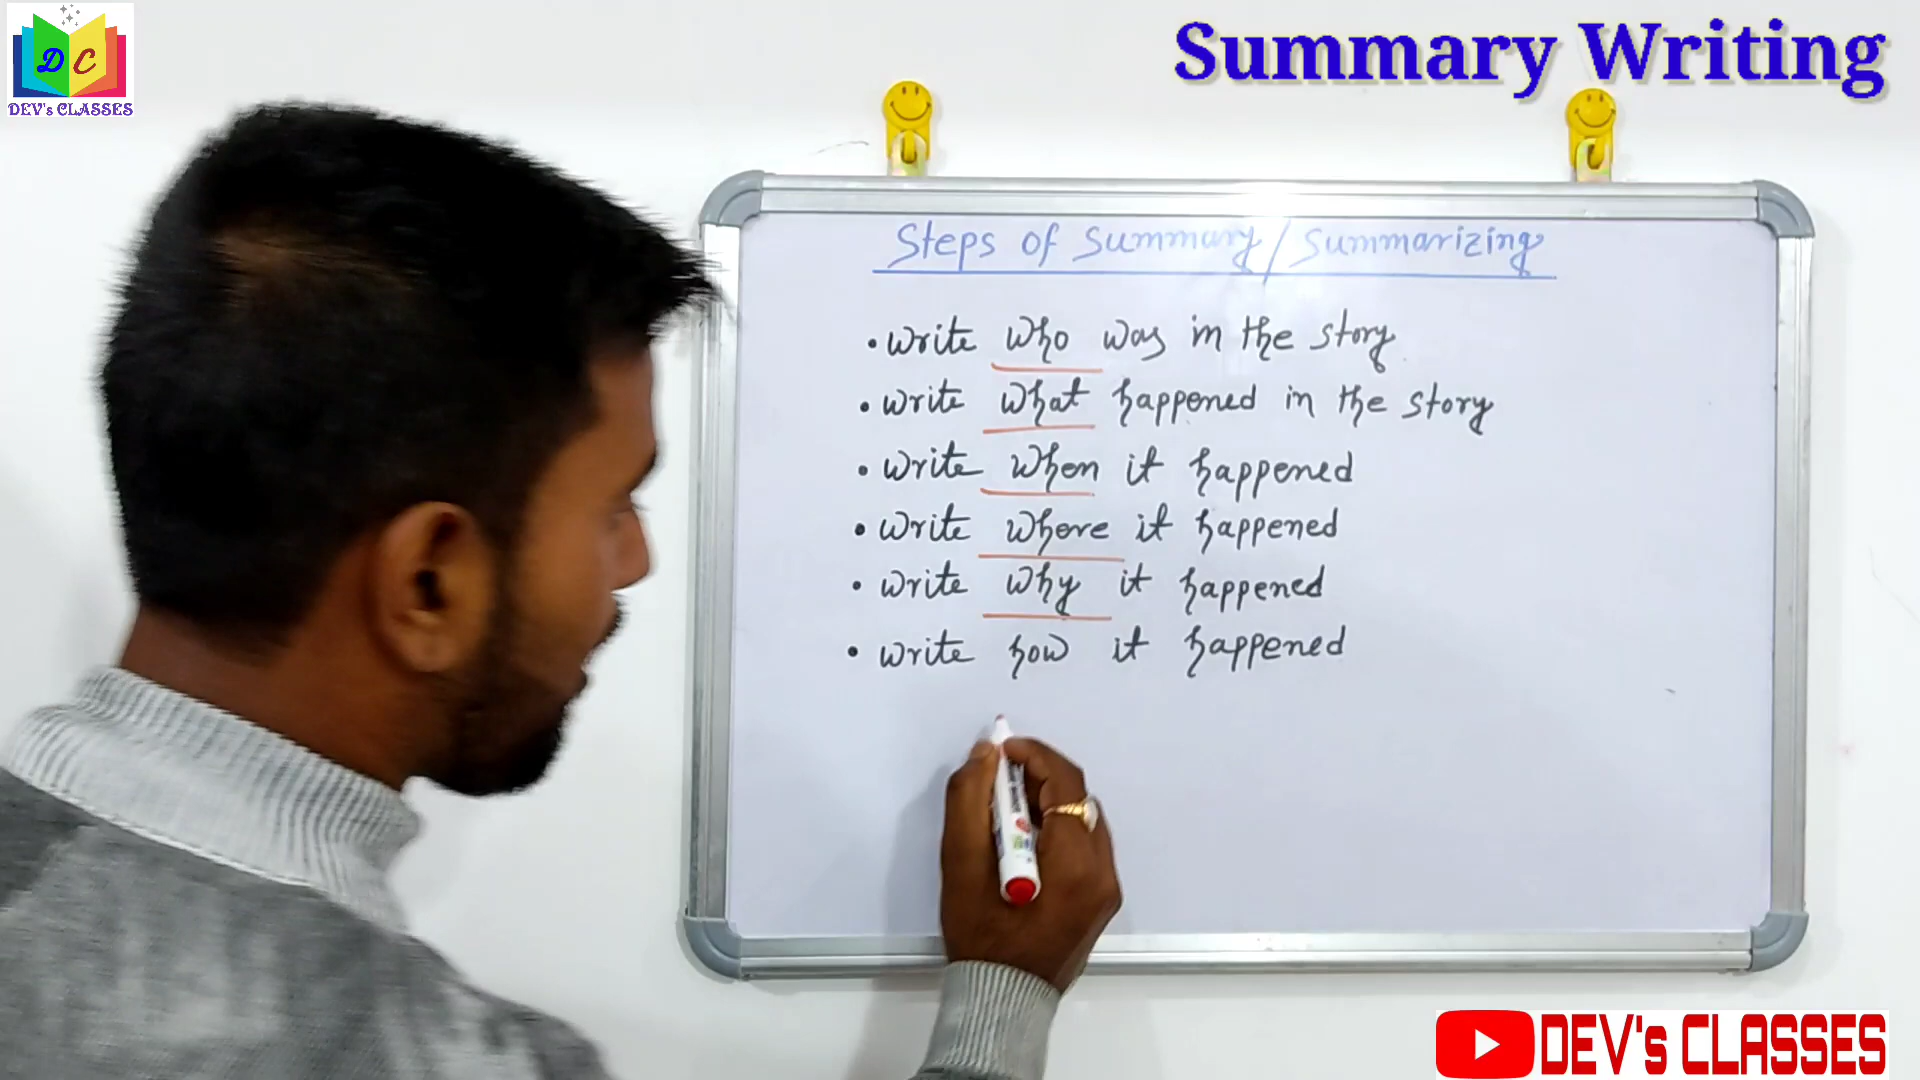 D C
DEV's CLASSES
Summary Writing
Steps of Summary/Summarizing
• write who was in the story
• write what happened in the story
• write when it happened
• write where it happened
• write why it happened
• write how it happened
DEV's CLASSES